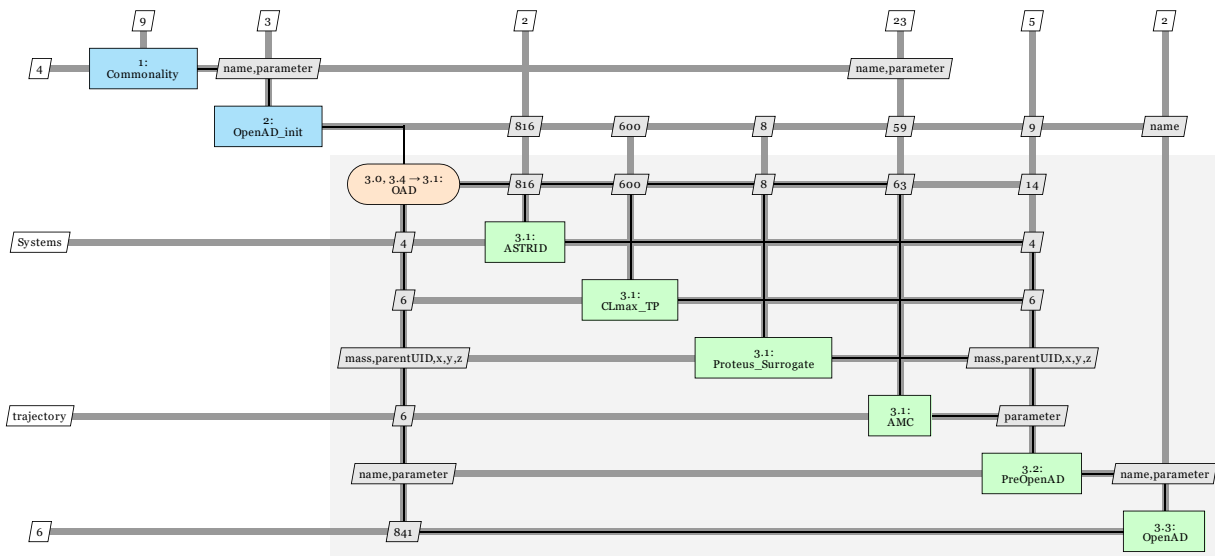 9
3
2
23
5
2
4
1:
Commonality
name,parameter
name,parameter
2:
OpenAD_init
816
600
8
59
9
name
3.0, 3.4 → 3.1:
OAD
816
600
8
63
14
Systems
4
3.1:
ASTRID
4
6
3.1:
CLmax_TP
6
mass,parentUID,x,y,z
3.1:
Proteus_Surrogate
mass,parentUID,x,y,z
trajectory
6
3.1:
AMC
parameter
name,parameter
3.2:
PreOpenAD
name,parameter
6
841
3.3:
OpenAD